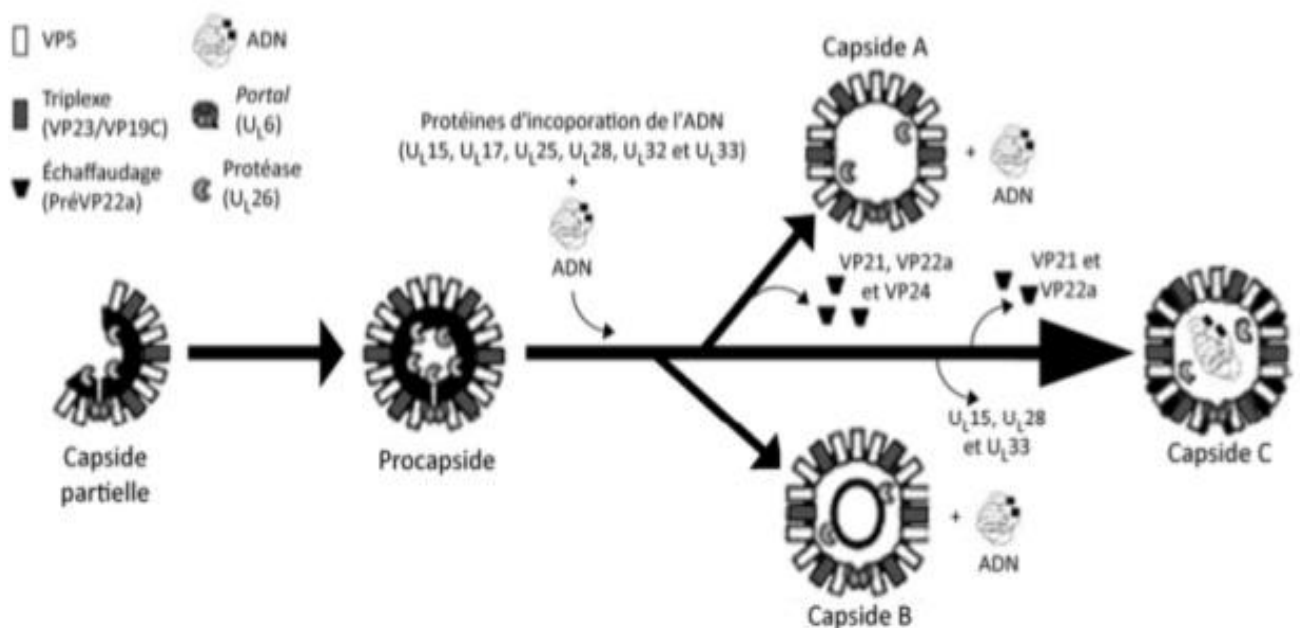 VP5
ADN
Triplexe
(VP23/VP19C)
Portal
(UL6)
Échaffaudage
(PréVP22a)
Protéase
(UL26)
Protéines d'incoporation de l'ADN
(UL15, UL17, UL25, UL28, UL32 et UL33)
+
ADN
Capside A
+
ADN
VP21, VP22a
et VP24
VP21 et
VP22a
Capside
partielle
Procapside
UL15, UL28
et UL33
Capside C
+
ADN
Capside B